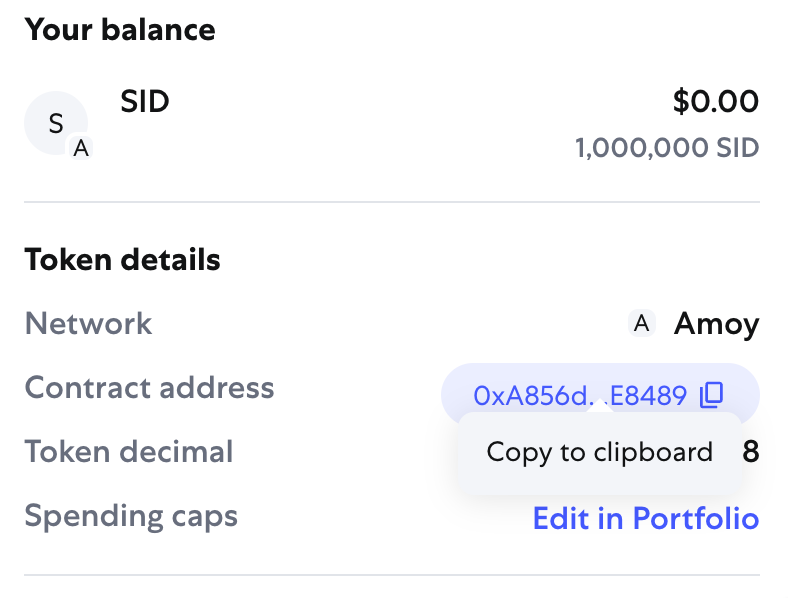 Your balance
S
A
SID
$0.00
1,000,000 SID
Token details
Network
A Amoy
Contract address
0xA856d...E8489
Copy to clipboard
Token decimal
8
Spending caps
Edit in Portfolio